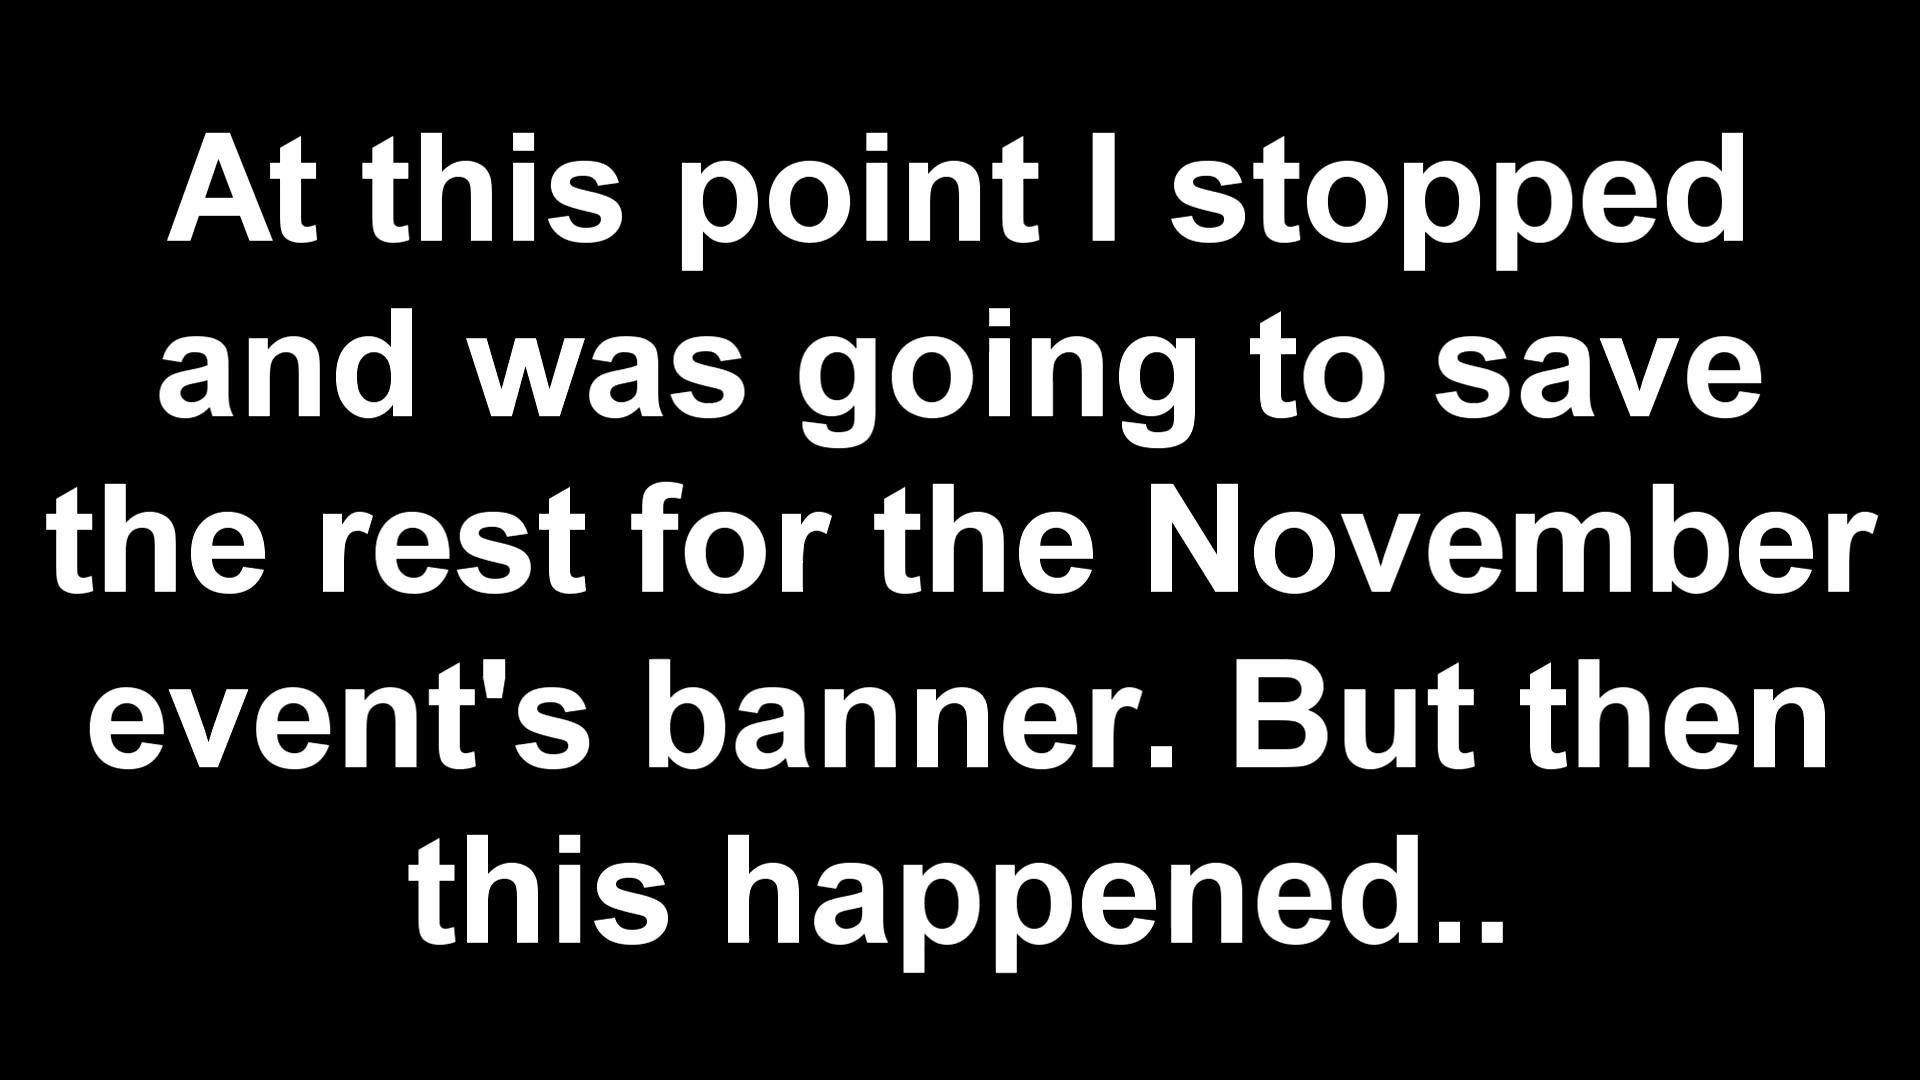 At this point I stopped
and was going to save
the rest for the November
event's banner. But then
this happened..